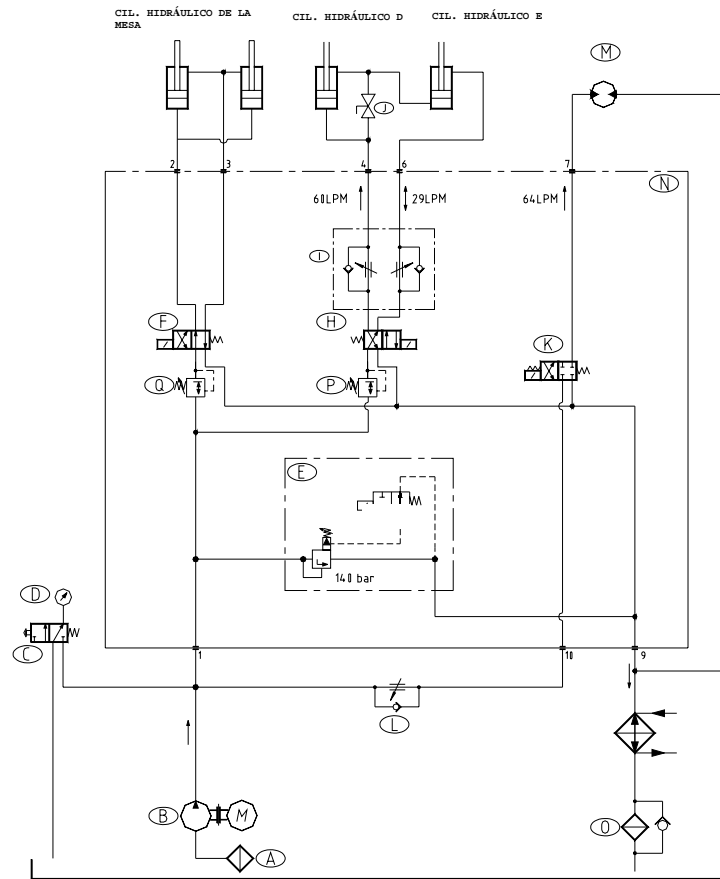 CIL. HIDRÁULICO DE LA
MESA
CIL. HIDRÁULICO D
CIL. HIDRÁULICO E
M
J
2
3
4
6
7
N
60LPM
29LPM
64LPM
I
F
H
K
Q
P
E
140 bar
D
C
1
10
9
L
B
M
A
O